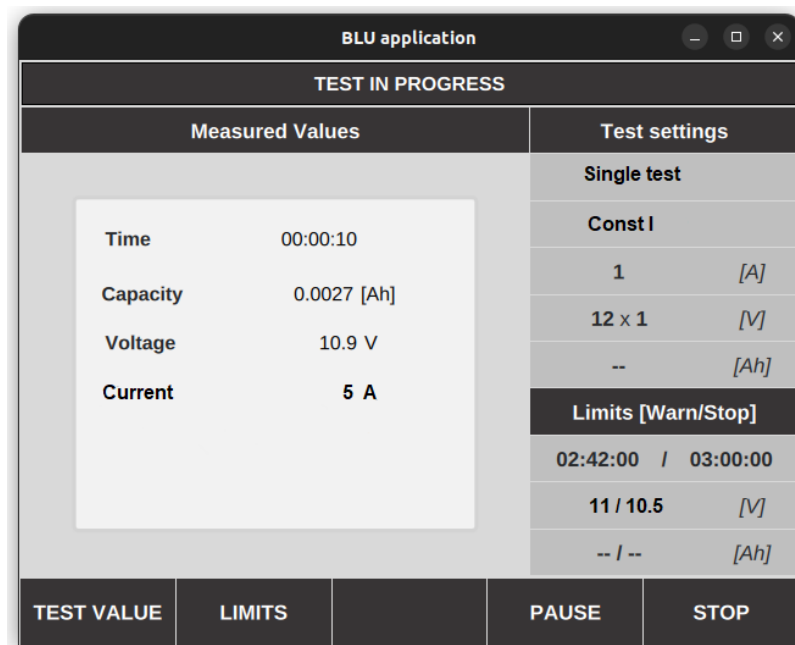 BLU application
TEST IN PROGRESS
Measured Values
Time 00:00:10
Capacity 0.0027 [Ah]
Voltage 10.9 V
Current 5 A
Test settings
Single test
Const I
1 [A]
12 x 1 [V]
-- [Ah]
Limits [Warn/Stop]
02:42:00 / 03:00:00
11 / 10.5 [V]
-- / -- [Ah]
TEST VALUE LIMITS PAUSE STOP